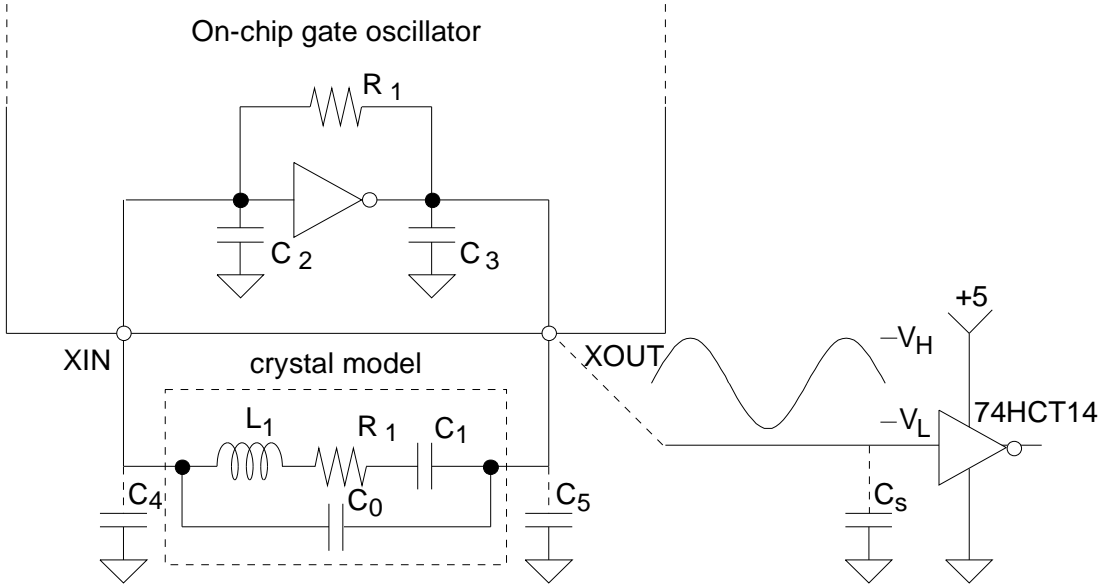 On-chip gate oscillator
R 1
C 2
C 3
+5
XIN
XOUT
–VH
crystal model
L1
R 1
C1
–VL
74HCT14
C4
C0
C5
Cs